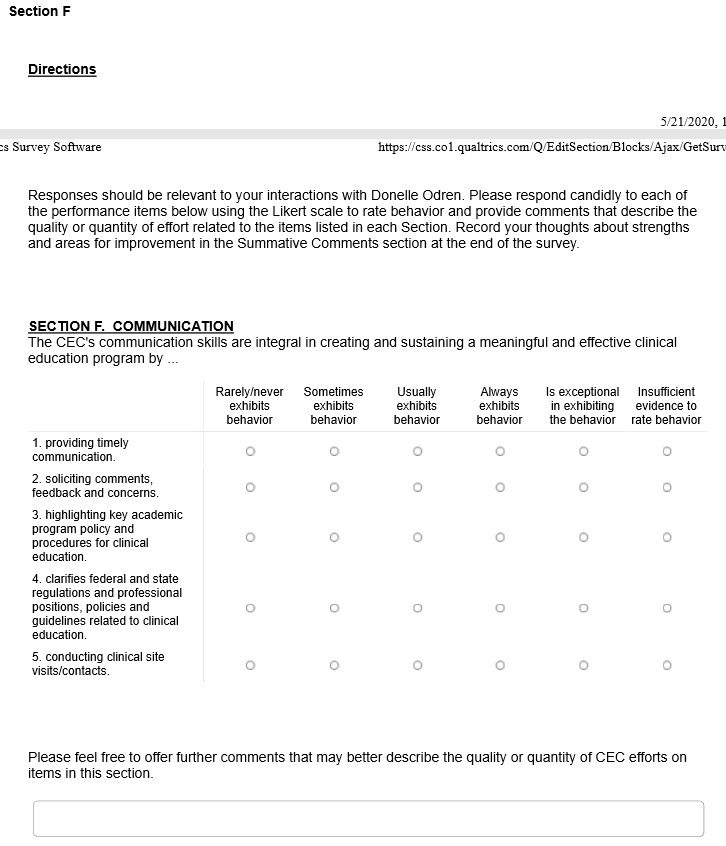 Section F
Directions
5/21/2020, 1
cs Survey Software
https://css.co1.qualtrics.com/Q/EditSection/Blocks/Ajax/GetSurv
Responses should be relevant to your interactions with Donelle Odren. Please respond candidly to each of
the performance items below using the Likert scale to rate behavior and provide comments that describe the
quality or quantity of effort related to the items listed in each Section. Record your thoughts about strengths
and areas for improvement in the Summative Comments section at the end of the survey.
SECTION F. COMMUNICATION
The CEC's communication skills are integral in creating and sustaining a meaningful and effective clinical
education program by ...
Rarely/never Sometimes Usually Always Is exceptional Insufficient
exhibits exhibits exhibits exhibits in exhibiting evidence to
behavior behavior behavior behavior the behavior rate behavior
1. providing timely
communication.
2. soliciting comments,
feedback and concerns.
3. highlighting key academic
program policy and
procedures for clinical
education.
4. clarifies federal and state
regulations and professional
positions, policies and
guidelines related to clinical
education.
5. conducting clinical site
visits/contacts.
Please feel free to offer further comments that may better describe the quality or quantity of CEC efforts on
items in this section.